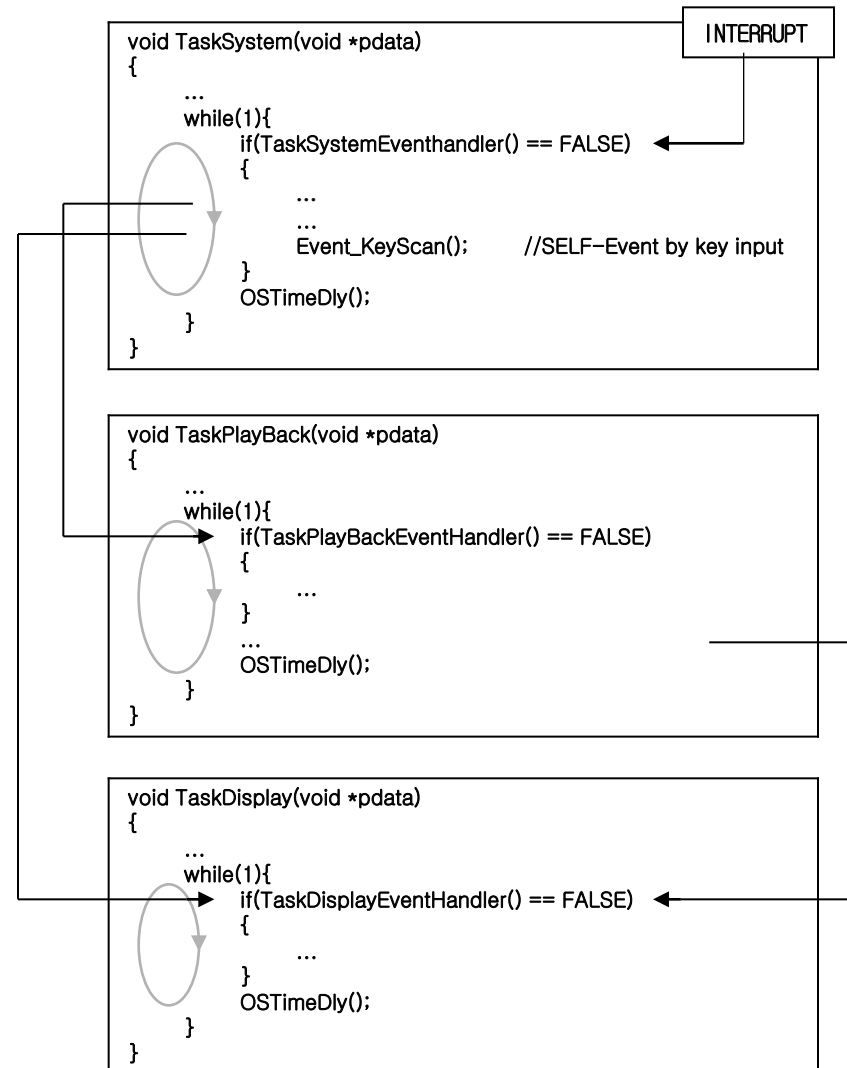 INTERRUPT
void TaskSystem(void *pdata)
{
...
while(1){
if(TaskSystemEventhandler() == FALSE)
{
...
...
Event_KeyScan(); //SELF-Event by key input
}
OSTimeDly();
}
}
void TaskPlayBack(void *pdata)
{
...
while(1){
if(TaskPlayBackEventHandler() == FALSE)
{
...
}
...
OSTimeDly();
}
}
void TaskDisplay(void *pdata)
{
...
while(1){
if(TaskDisplayEventHandler() == FALSE)
{
...
}
OSTimeDly();
}
}